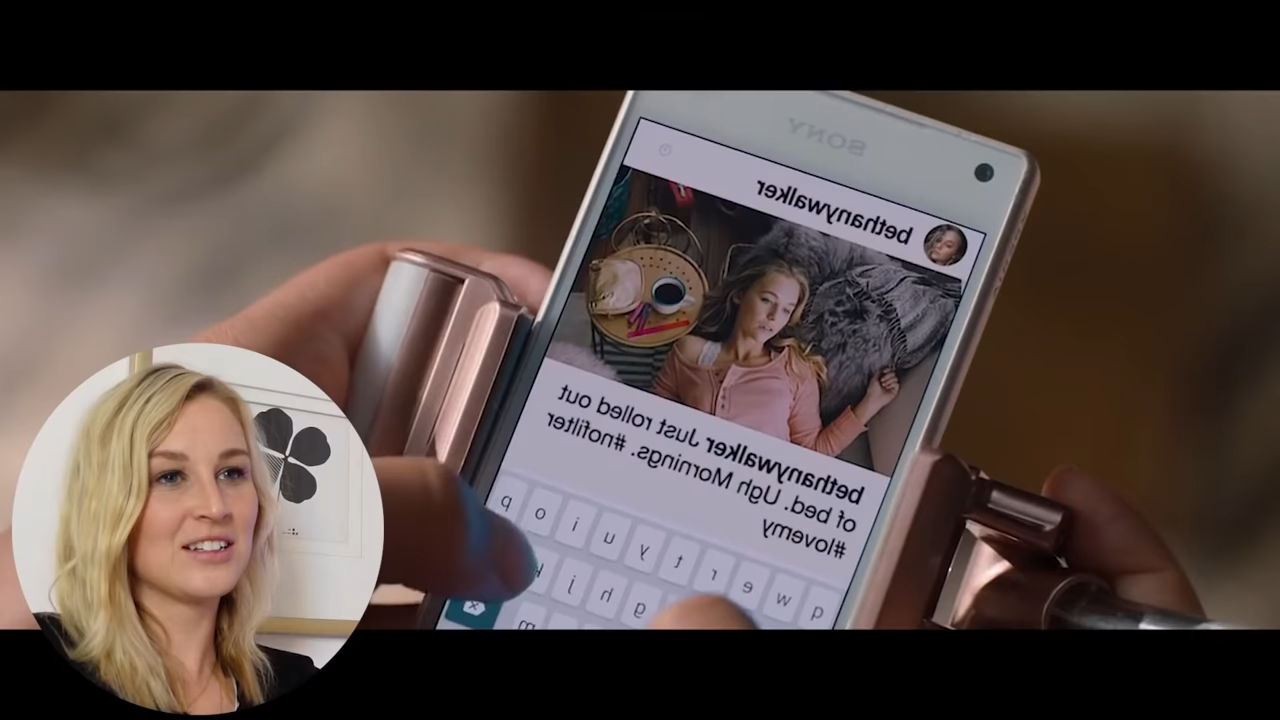 SONY
bethanywalker
bethanywalker Just rolled out
of bed. Ugh Mornings. #nofilter
#lovemy
q w e r t y u i o p
g h j k
m